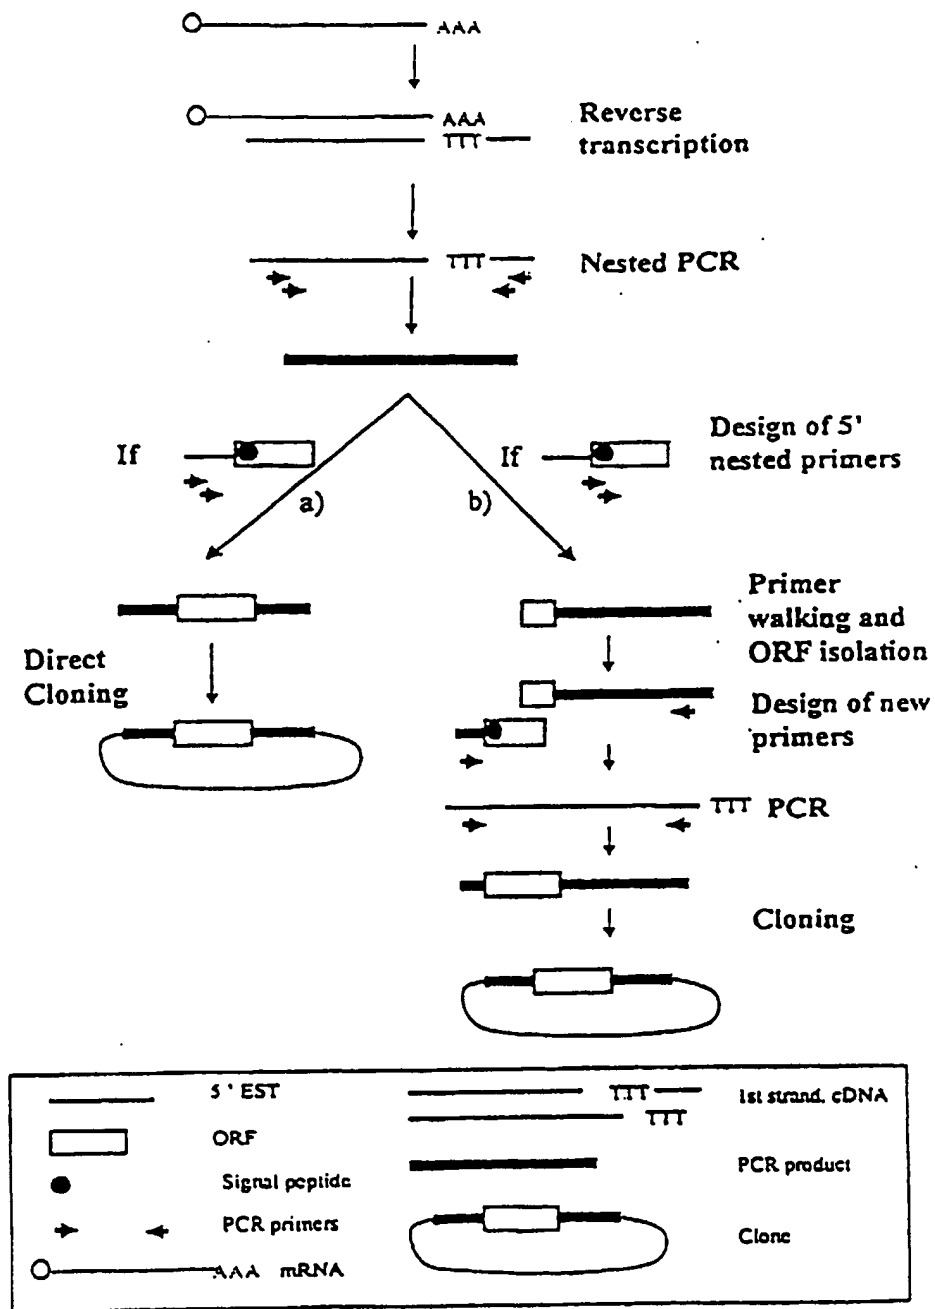 AAA
AAA
TTT
Reverse
transcription
TTT
Nested PCR
If
If
Design of 5'
nested primers
a)
b)
Primer
walking and
ORF isolation
Direct
Cloning
Design of new
primers
TTT PCR
Cloning
5' EST
TTT
1st strand, cDNA
TTT
ORF
PCR product
Signal peptide
PCR primers
Clone
AAA mRNA